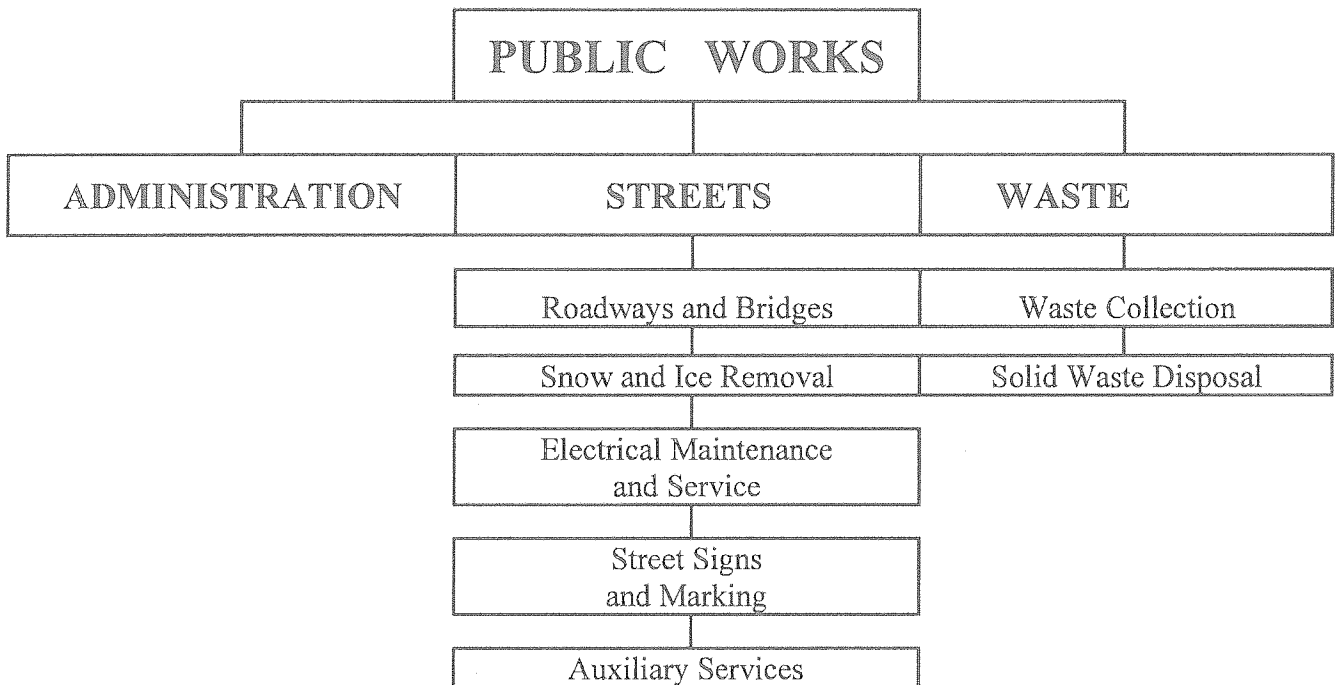 PUBLIC WORKS
ADMINISTRATION
STREETS
WASTE
Roadways and Bridges
Waste Collection
Snow and Ice Removal
Solid Waste Disposal
Electrical Maintenance
and Service
Street Signs
and Marking
Auxiliary Services